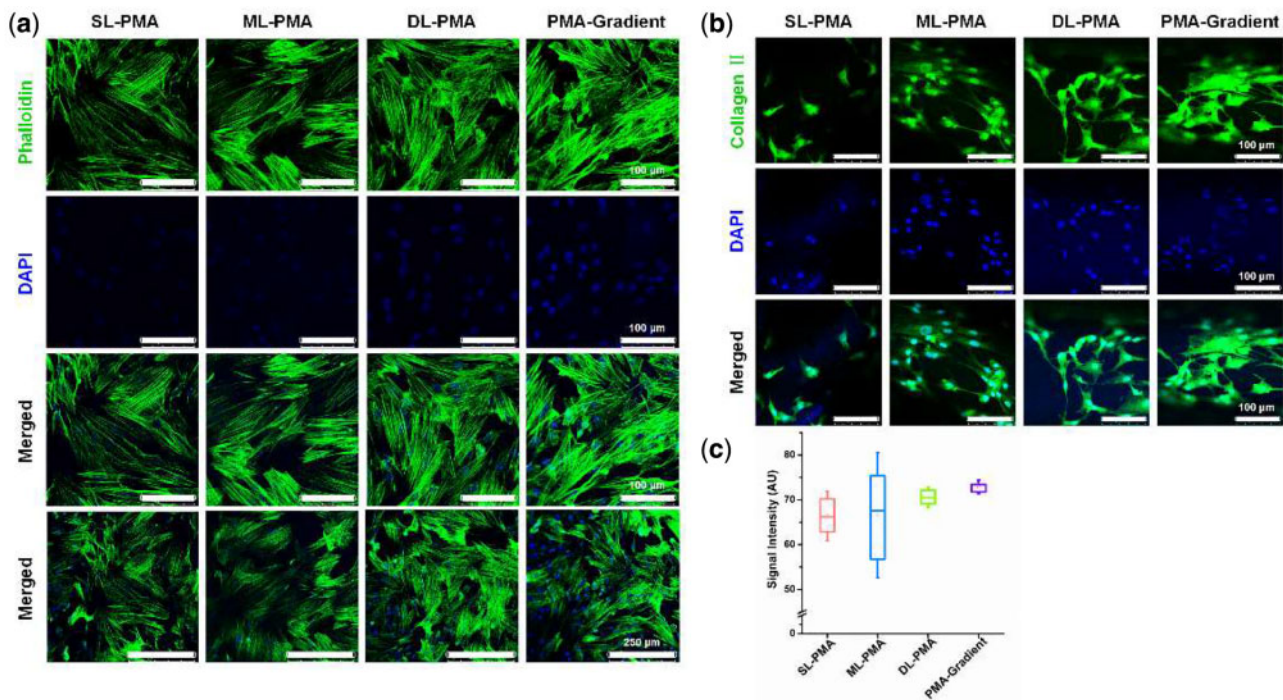 (a)
SL-PMA ML-PMA DL-PMA PMA-Gradient
Phalloidin
100 µm
DAPI
100 µm
Merged
100 µm
Merged
250 µm
(b)
SL-PMA ML-PMA DL-PMA PMA-Gradient
Collagen II
100 µm
DAPI
100 µm
Merged
100 µm
(c)
Signal Intensity (AU)
80
70
60
50
0
SL-PMA ML-PMA DL-PMA PMA-Gradient